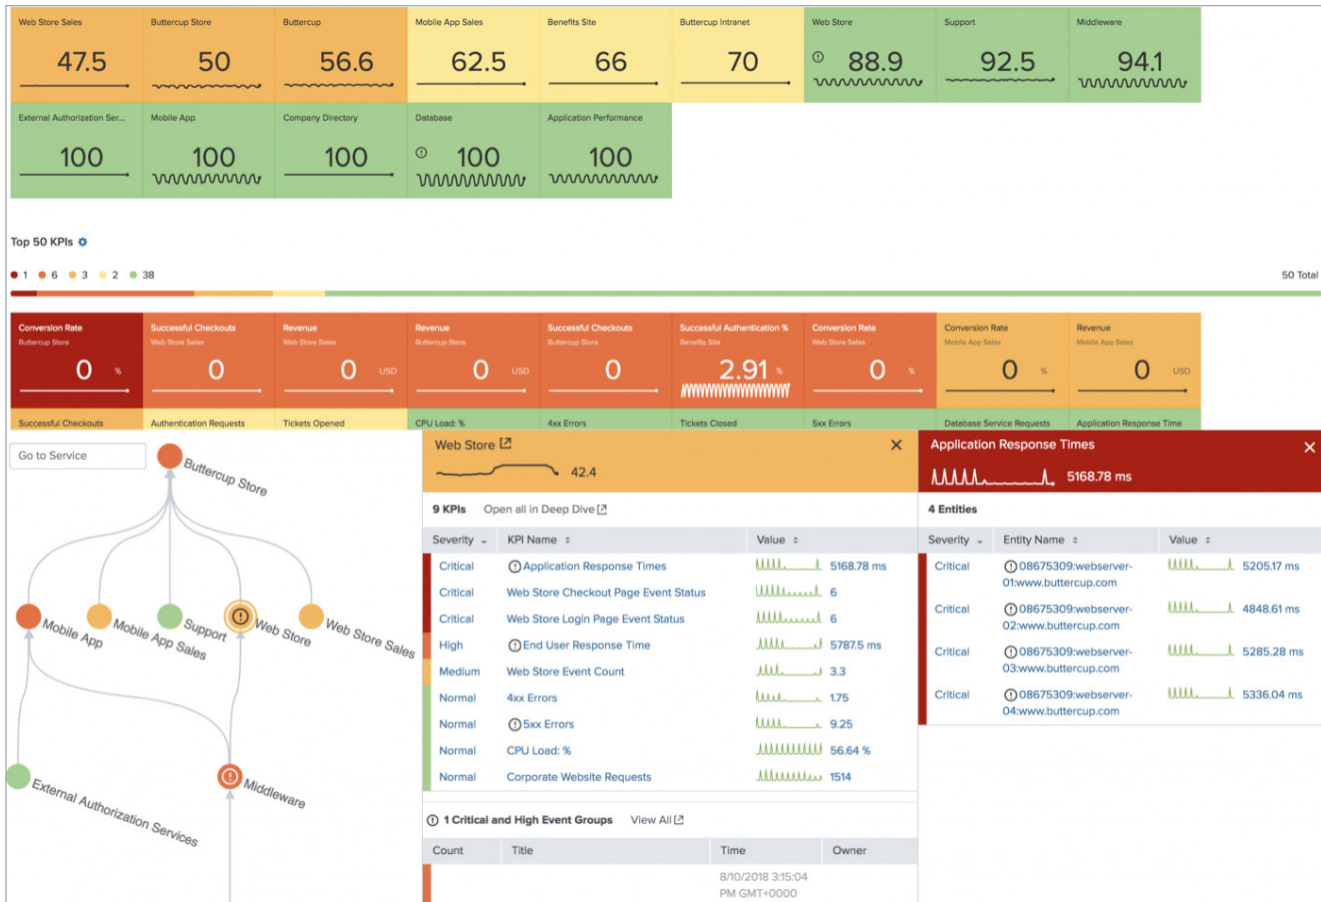 Web Store Sales
Buttercup Store
Buttercup
Mobile App Sales
Benefits Site
Buttercup Intranet
Web Store
Support
Middleware
47.5
50
56.6
62.5
66
70
88.9
92.5
94.1
External Authorization Ser...
Mobile App
Company Directory
Database
Application Performance
100
100
100
100
100
Top 50 KPIs
1 6 3 2 38
50 Total
Conversion Rate
Buttercup Store
0 %
Successful Checkouts
Web Store Sales
0
Revenue
Web Store Sales
0 USD
Revenue
Buttercup Store
0 USD
Successful Checkouts
Buttercup Store
0
Successful Authentication %
Benefits Site
2.91 %
Conversion Rate
Web Store Sales
0 %
Conversion Rate
Mobile App Sales
0 %
Revenue
Mobile App Sales
0 USD
Successful Checkouts
Authentication Requests
Tickets Opened
CPU Load: %
4xx Errors
Tickets Closed
5xx Errors
Database Service Requests
Application Response Time
Go to Service
Buttercup Store
Mobile App
Mobile App Sales
Support
Web Store
Web Store Sales
External Authorization Services
Middleware
Web Store
42.4
9 KPIs Open all in Deep Dive
Severity KPI Name Value
Critical Application Response Times 5168.78 ms
Critical Web Store Checkout Page Event Status 6
Critical Web Store Login Page Event Status 6
High End User Response Time 5787.5 ms
Medium Web Store Event Count 3.3
Normal 4xx Errors 1.75
Normal 5xx Errors 9.25
Normal CPU Load: % 56.64 %
Normal Corporate Website Requests 1514
1 Critical and High Event Groups View All
Count Title Time Owner
8/10/2018 3:15:04
PM GMT+0000
Application Response Times
5168.78 ms
4 Entities
Severity Entity Name Value
Critical 08675309:webserver- 5205.17 ms
01:www.buttercup.com
Critical 08675309:webserver- 4848.61 ms
02:www.buttercup.com
Critical 08675309:webserver- 5285.28 ms
03:www.buttercup.com
Critical 08675309:webserver- 5336.04 ms
04:www.buttercup.com